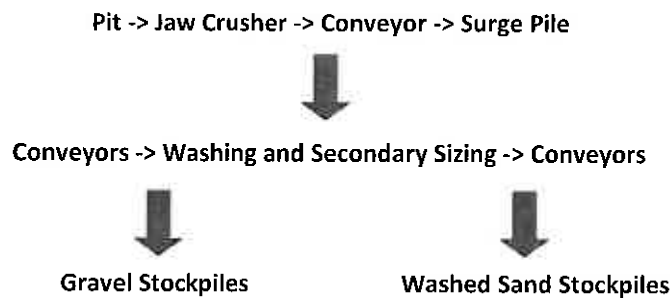 Pit -> Jaw Crusher -> Conveyor -> Surge Pile
Conveyors -> Washing and Secondary Sizing -> Conveyors
Gravel Stockpiles
Washed Sand Stockpiles